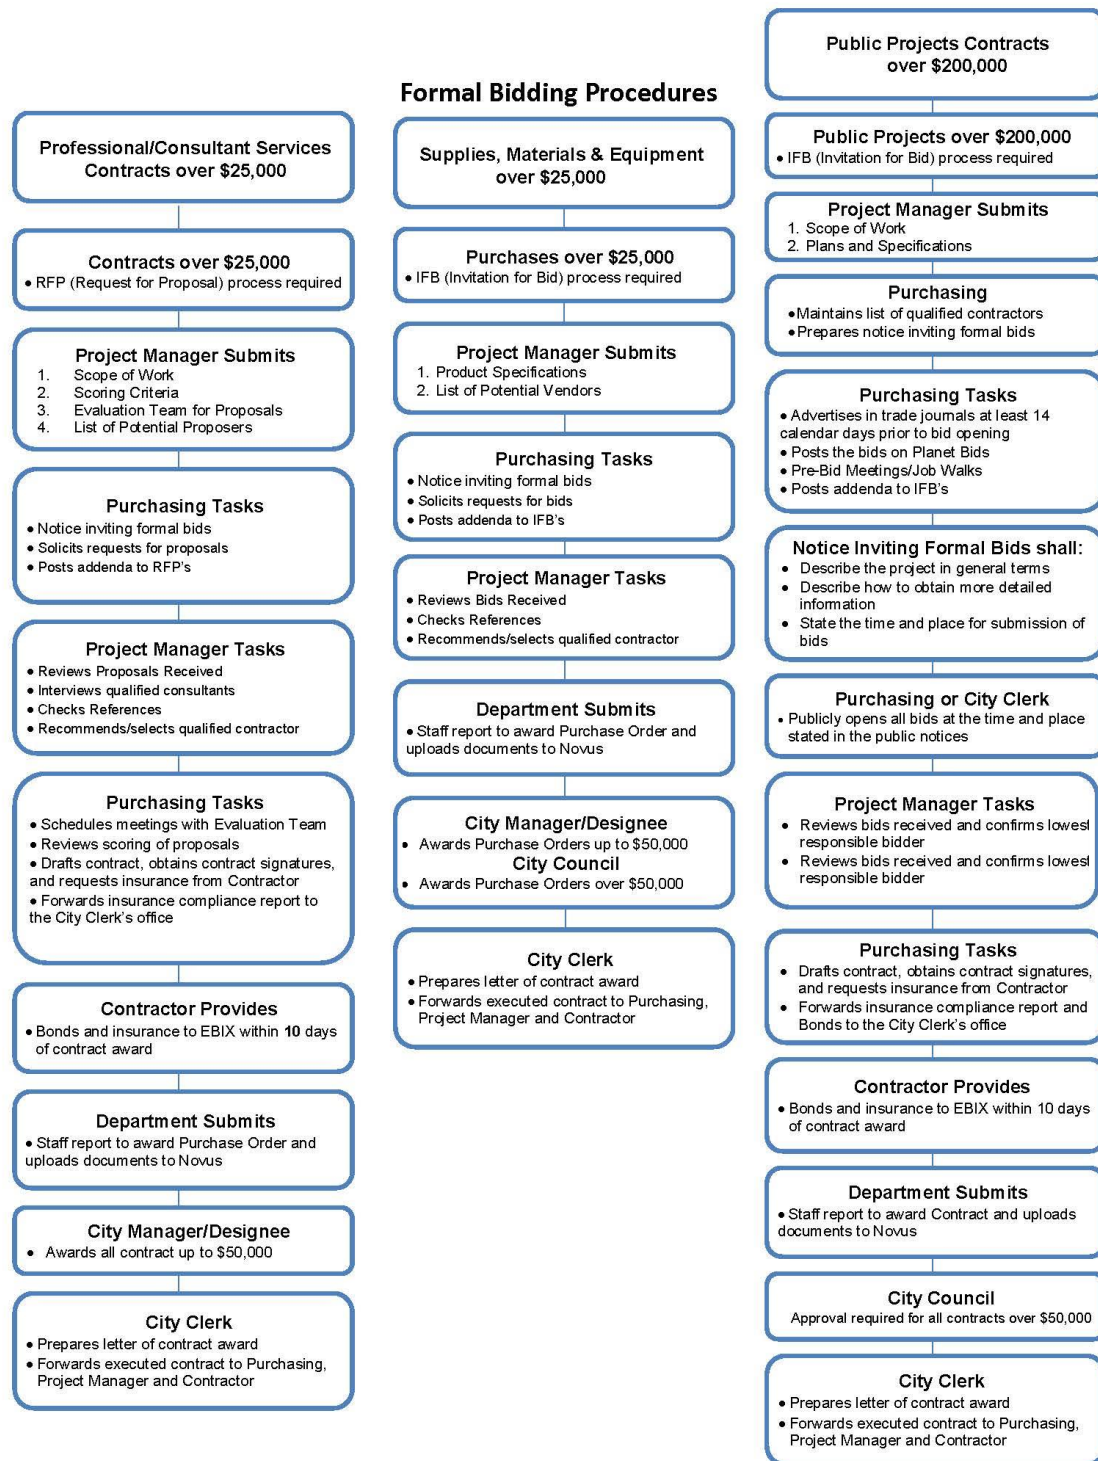 Formal Bidding Procedures
Professional/Consultant Services
Contracts over $25,000
Contracts over $25,000
• RFP (Request for Proposal) process required
Project Manager Submits
1. Scope of Work
2. Scoring Criteria
3. Evaluation Team for Proposals
4. List of Potential Proposers
Purchasing Tasks
• Notice inviting formal bids
• Solicits requests for proposals
• Posts addenda to RFP's
Project Manager Tasks
• Reviews Proposals Received
• Interviews qualified consultants
• Checks References
• Recommends/selects qualified contractor
Purchasing Tasks
• Schedules meetings with Evaluation Team
• Reviews scoring of proposals
• Drafts contract, obtains contract signatures,
and requests insurance from Contractor
• Forwards insurance compliance report to
the City Clerk's office
Contractor Provides
• Bonds and insurance to EBIX within 10 days
of contract award
Department Submits
• Staff report to award Purchase Order and
uploads documents to Novus
City Manager/Designee
• Awards all contract up to $50,000
City Clerk
• Prepares letter of contract award
• Forwards executed contract to Purchasing,
Project Manager and Contractor
Supplies, Materials & Equipment
over $25,000
Purchases over $25,000
• IFB (Invitation for Bid) process required
Project Manager Submits
1. Product Specifications
2. List of Potential Vendors
Purchasing Tasks
• Notice inviting formal bids
• Solicits requests for bids
• Posts addenda to IFB's
Project Manager Tasks
• Reviews Bids Received
• Checks References
• Recommends/selects qualified contractor
Department Submits
• Staff report to award Purchase Order and
uploads documents to Novus
City Manager/Designee
• Awards Purchase Orders up to $50,000
City Council
• Awards Purchase Orders over $50,000
City Clerk
• Prepares letter of contract award
• Forwards executed contract to Purchasing,
Project Manager and Contractor
Public Projects Contracts
over $200,000
Public Projects over $200,000
• IFB (Invitation for Bid) process required
Project Manager Submits
1. Scope of Work
2. Plans and Specifications
Purchasing
• Maintains list of qualified contractors
• Prepares notice inviting formal bids
Purchasing Tasks
• Advertises in trade journals at least 14
calendar days prior to bid opening
• Posts the bids on Planet Bids
• Pre-Bid Meetings/Job Walks
• Posts addenda to IFB's
Notice Inviting Formal Bids shall:
• Describe the project in general terms
• Describe how to obtain more detailed
information
• State the time and place for submission of
bids
Purchasing or City Clerk
• Publicly opens all bids at the time and place
stated in the public notices
Project Manager Tasks
• Reviews bids received and confirms lowest
responsible bidder
• Reviews bids received and confirms lowest
responsible bidder
Purchasing Tasks
• Drafts contract, obtains contract signatures,
and requests insurance from Contractor
• Forwards insurance compliance report and
Bonds to the City Clerk's office
Contractor Provides
• Bonds and insurance to EBIX within 10 days
of contract award
Department Submits
• Staff report to award Contract and uploads
documents to Novus
City Council
Approval required for all contracts over $50,000
City Clerk
• Prepares letter of contract award
• Forwards executed contract to Purchasing,
Project Manager and Contractor